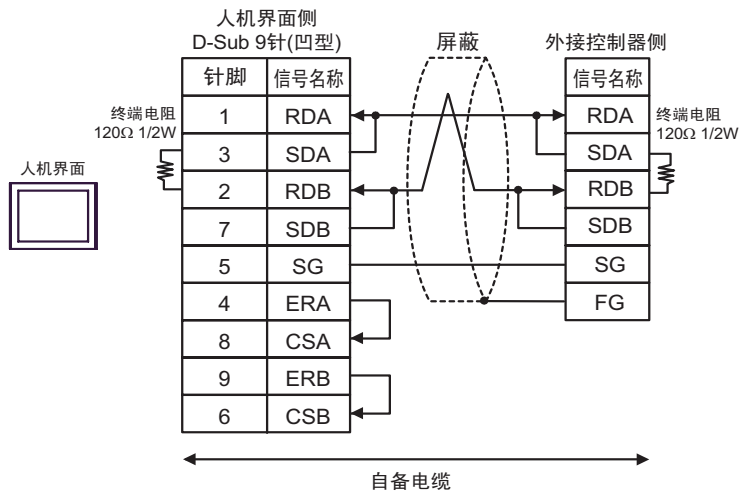 人机界面侧
D-Sub 9针(凹型)
屏蔽
外接控制器侧
针脚 信号名称
信号名称
终端电阻
120Ω 1/2W
1 RDA
RDA
终端电阻
120Ω 1/2W
3 SDA
SDA
人机界面
2 RDB
RDB
7 SDB
SDB
5 SG
SG
4 ERA
FG
8 CSA
9 ERB
6 CSB
自备电缆